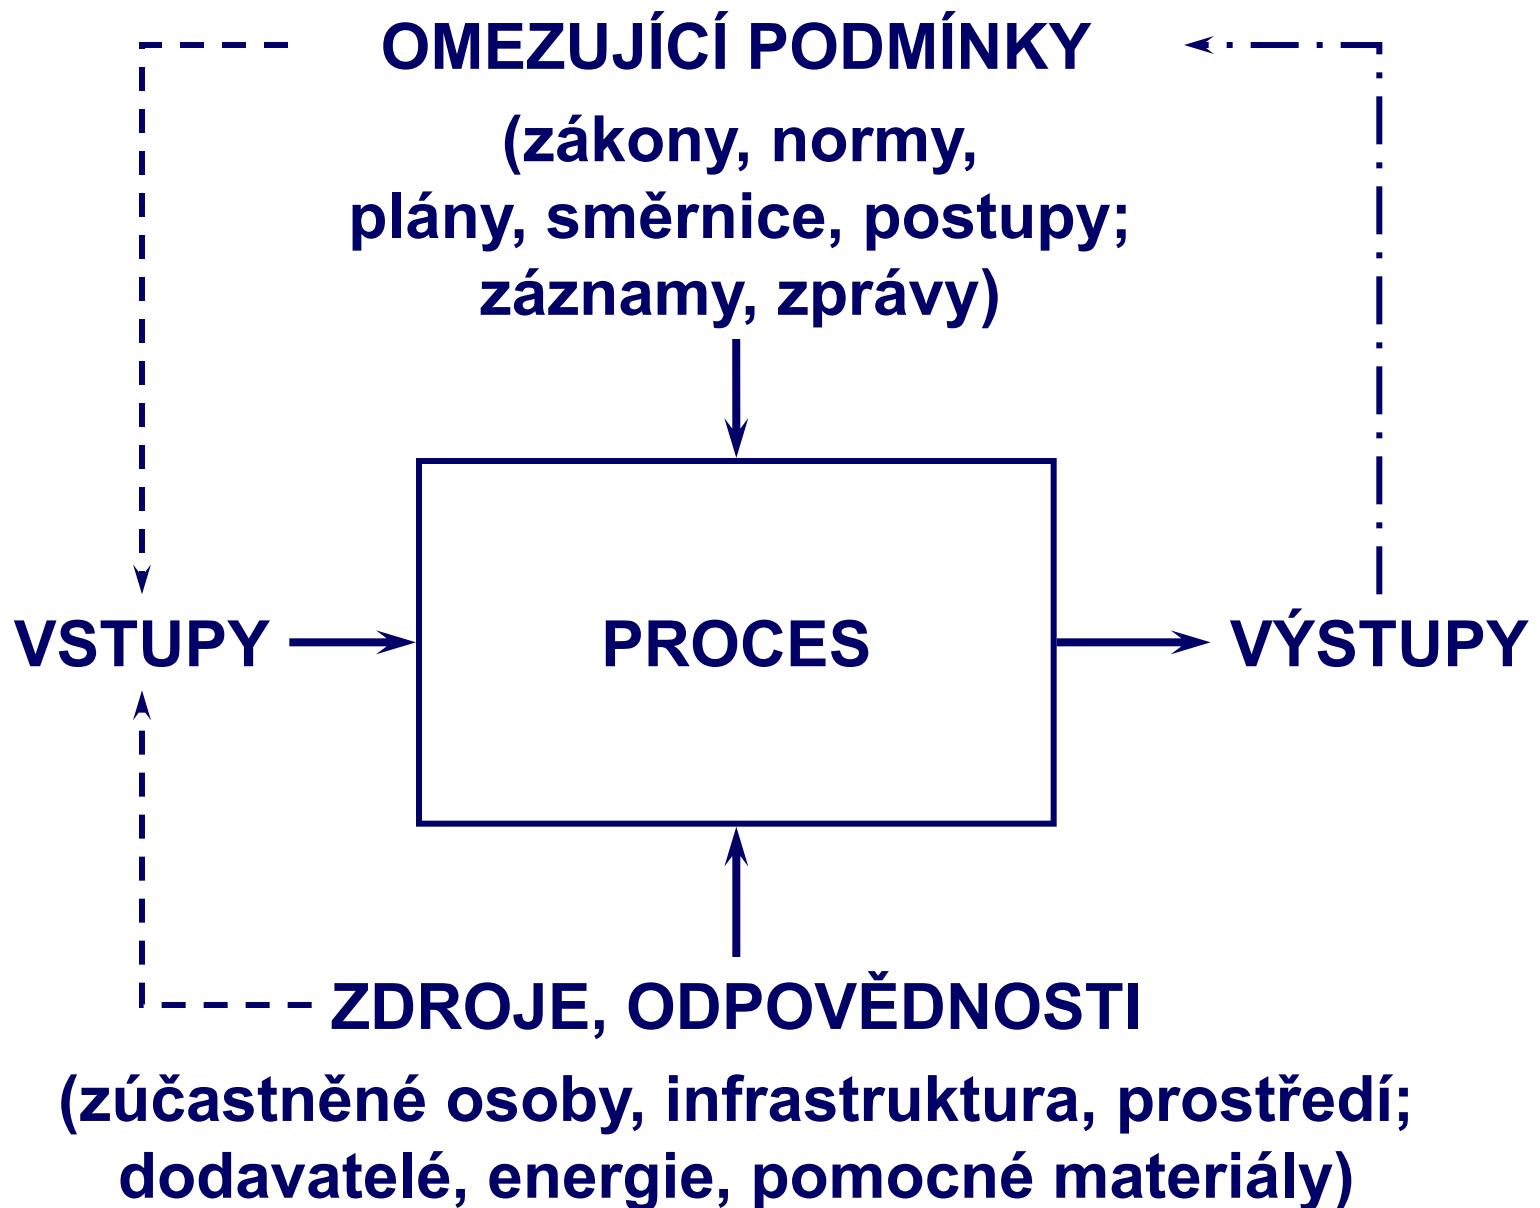 OMEZUJÍCÍ PODMÍNKY
(zákony, normy,
plány, směrnice, postupy;
záznamy, zprávy)
VSTUPY
PROCES
VÝSTUPY
ZDROJE, ODPOVĚDNOSTI
(zúčastněné osoby, infrastruktura, prostředí;
dodavatelé, energie, pomocné materiály)